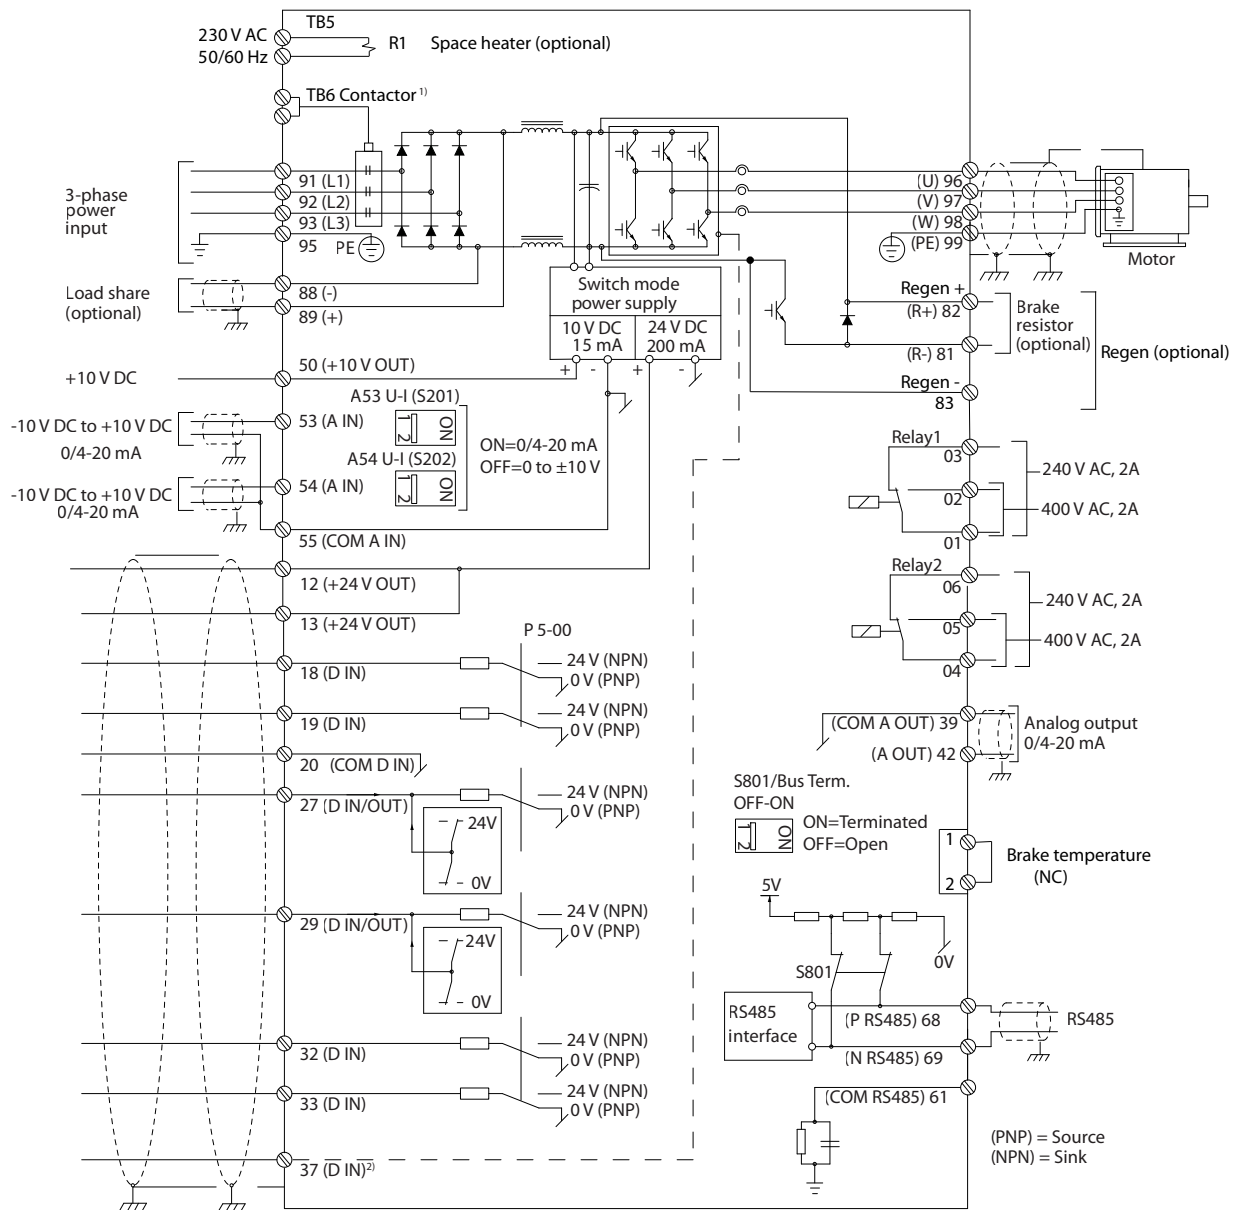 TB5
230 V AC
50/60 Hz
R1
Space heater (optional)
TB6 Contactor 1)
3-phase
power
input
91 (L1)
92 (L2)
93 (L3)
95
PE
(U) 96
(V) 97
(W) 98
(PE) 99
Motor
Load share
(optional)
88 (-)
89 (+)
Switch mode
power supply
10 V DC
15 mA
24 V DC
200 mA
+
-
+
-
Regen +
(R+) 82
Brake
resistor
(optional)
(R-) 81
Regen (optional)
Regen -
83
+10 V DC
50 (+10 V OUT)
A53 U-I (S201)
1 2
ON
-10 V DC to +10 V DC
0/4-20 mA
53 (A IN)
A54 U-I (S202)
1 2
ON
ON=0/4-20 mA
OFF=0 to ±10 V
-10 V DC to +10 V DC
0/4-20 mA
54 (A IN)
55 (COM A IN)
Relay1
03
240 V AC, 2A
02
400 V AC, 2A
01
12 (+24 V OUT)
13 (+24 V OUT)
Relay2
06
240 V AC, 2A
05
400 V AC, 2A
04
P 5-00
18 (D IN)
24 V (NPN)
0 V (PNP)
19 (D IN)
24 V (NPN)
0 V (PNP)
20 (COM D IN)
27 (D IN/OUT)
24 V (NPN)
0 V (PNP)
24V
0V
29 (D IN/OUT)
24 V (NPN)
0 V (PNP)
24V
0V
32 (D IN)
24 V (NPN)
0 V (PNP)
33 (D IN)
24 V (NPN)
0 V (PNP)
37 (D IN) 2)
(COM A OUT) 39
(A OUT) 42
Analog output
0/4-20 mA
S801/Bus Term.
OFF-ON
1 2
ON
ON=Terminated
OFF=Open
1
2
Brake temperature
(NC)
5V
0V
S801
RS485
interface
(P RS485) 68
(N RS485) 69
RS485
(COM RS485) 61
(PNP) = Source
(NPN) = Sink